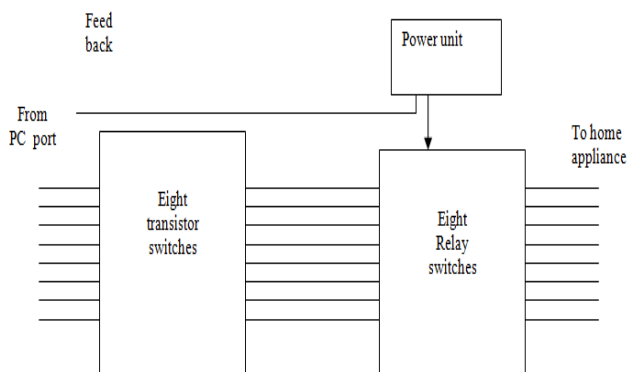 Feed
back
Power unit
From
PC port
To home
appliance
Eight
transistor
switches
Eight
Relay
switches